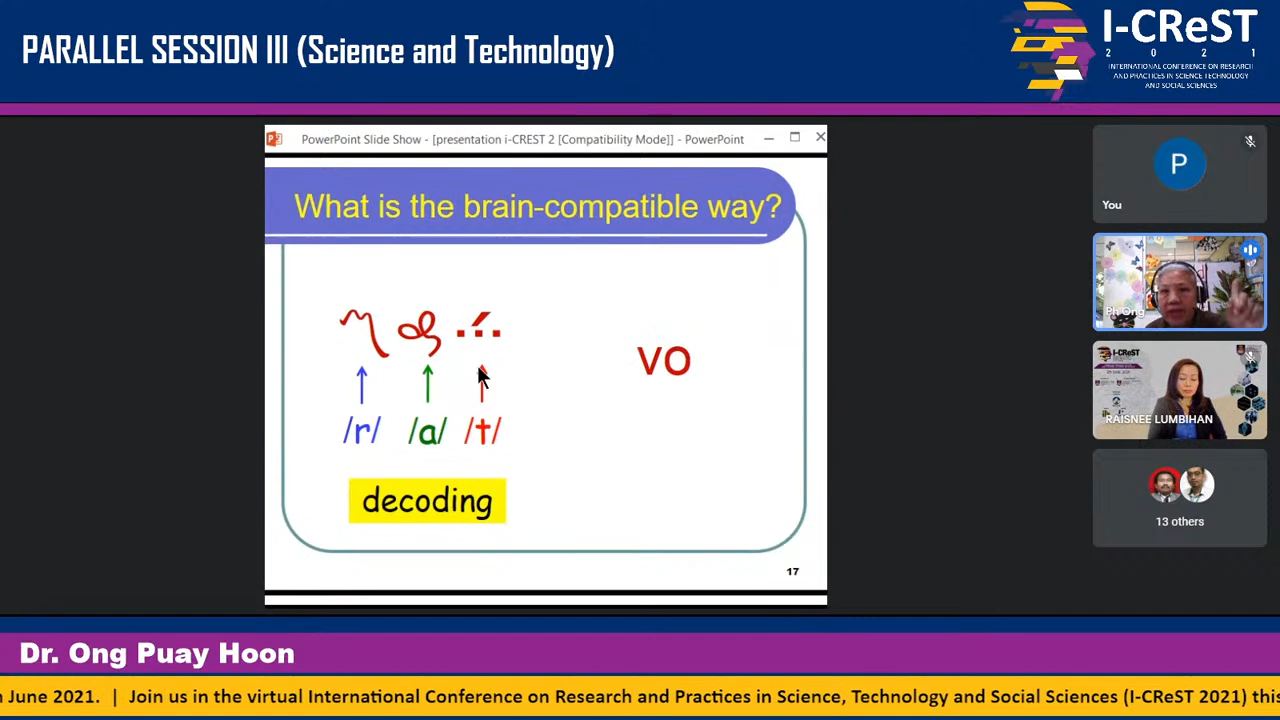 PARALLEL SESSION III (Science and Technology)
I-CReST
2 0 2 1
INTERNATIONAL CONFERENCE ON RESEARCH
AND PRACTICES IN SCIENCE TECHNOLOGY
AND SOCIAL SCIENCES
PowerPoint Slide Show - [presentation i-CREST 2 [Compatibility Mode]] - PowerPoint
What is the brain-compatible way?
vo
/r/ /a/ /t/
decoding
17
P
You
Ph Ong
I-CReST
RAISNEE LUMBIHAN
13 others
Dr. Ong Puay Hoon
June 2021. | Join us in the virtual International Conference on Research and Practices in Science, Technology and Social Sciences (I-CReST 2021)